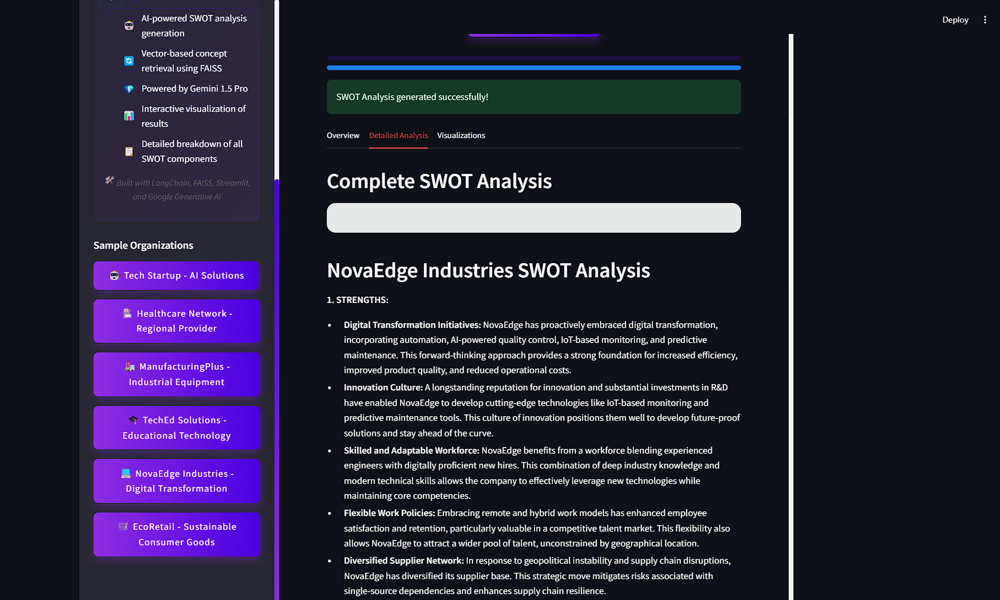 AI-powered SWOT analysis
generation
Vector-based concept
retrieval using FAISS
Powered by Gemini 1.5 Pro
Interactive visualization of
results
Detailed breakdown of all
SWOT components
Built with LangChain, FAISS, Streamlit,
and Google Generative AI
Sample Organizations
Tech Startup - AI Solutions
Healthcare Network -
Regional Provider
ManufacturingPlus -
Industrial Equipment
TechEd Solutions -
Educational Technology
NovaEdge Industries -
Digital Transformation
EcoRetail - Sustainable
Consumer Goods
Deploy
SWOT Analysis generated successfully!
Overview Detailed Analysis Visualizations
Complete SWOT Analysis
NovaEdge Industries SWOT Analysis
1. STRENGTHS:
• Digital Transformation Initiatives: NovaEdge has proactively embraced digital transformation,
incorporating automation, AI-powered quality control, IoT-based monitoring, and predictive
maintenance. This forward-thinking approach provides a strong foundation for increased efficiency,
improved product quality, and reduced operational costs.
• Innovation Culture: A longstanding reputation for innovation and substantial investments in R&D
have enabled NovaEdge to develop cutting-edge technologies like IoT-based monitoring and
predictive maintenance tools. This culture of innovation positions them well to develop future-proof
solutions and stay ahead of the curve.
• Skilled and Adaptable Workforce: NovaEdge benefits from a workforce blending experienced
engineers with digitally proficient new hires. This combination of deep industry knowledge and
modern technical skills allows the company to effectively leverage new technologies while
maintaining core competencies.
• Flexible Work Policies: Embracing remote and hybrid work models has enhanced employee
satisfaction and retention, particularly valuable in a competitive talent market. This flexibility also
allows NovaEdge to attract a wider pool of talent, unconstrained by geographical location.
• Diversified Supplier Network: In response to geopolitical instability and supply chain disruptions,
NovaEdge has diversified its supplier base. This strategic move mitigates risks associated with
single-source dependencies and enhances supply chain resilience.